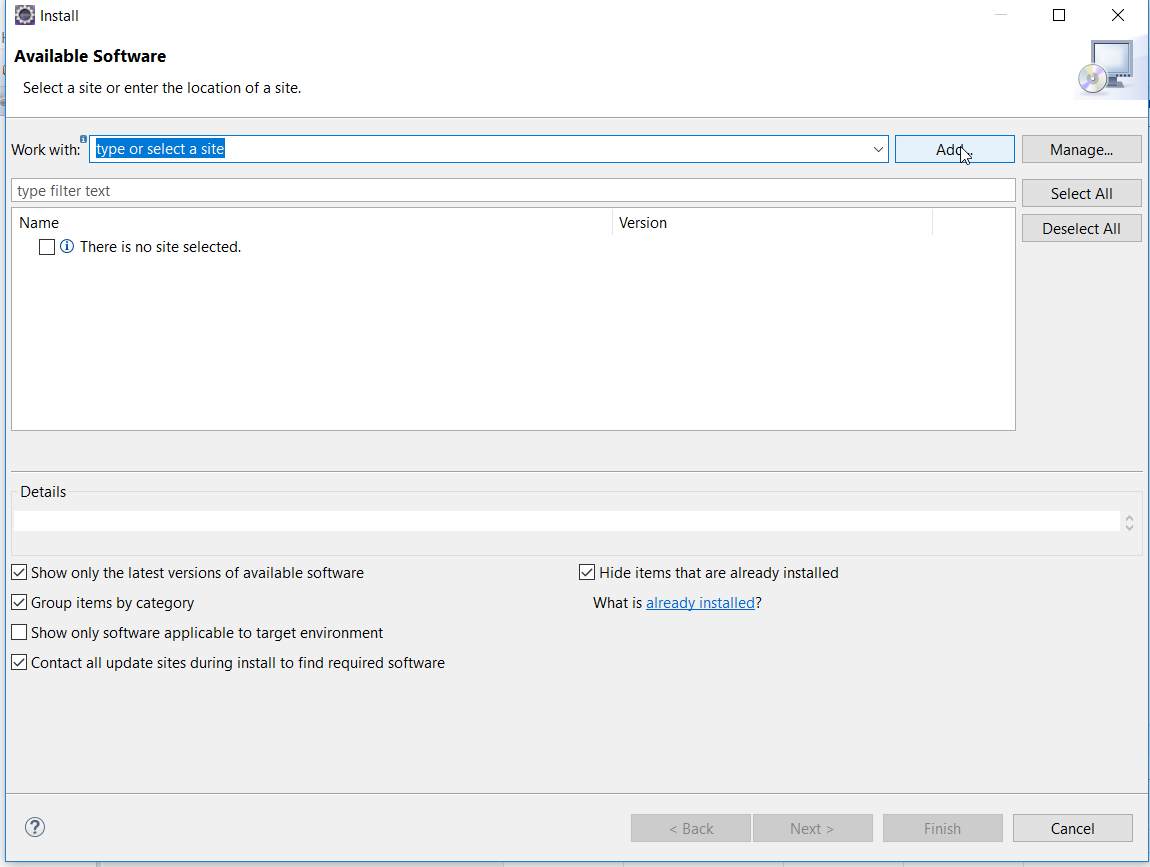 Install
Available Software
Select a site or enter the location of a site.
Work with: type or select a site Add... Manage...
type filter text Select All
Name Version Deselect All
There is no site selected.
Details
Show only the latest versions of available software Hide items that are already installed
Group items by category What is already installed?
Show only software applicable to target environment
Contact all update sites during install to find required software
< Back Next > Finish Cancel